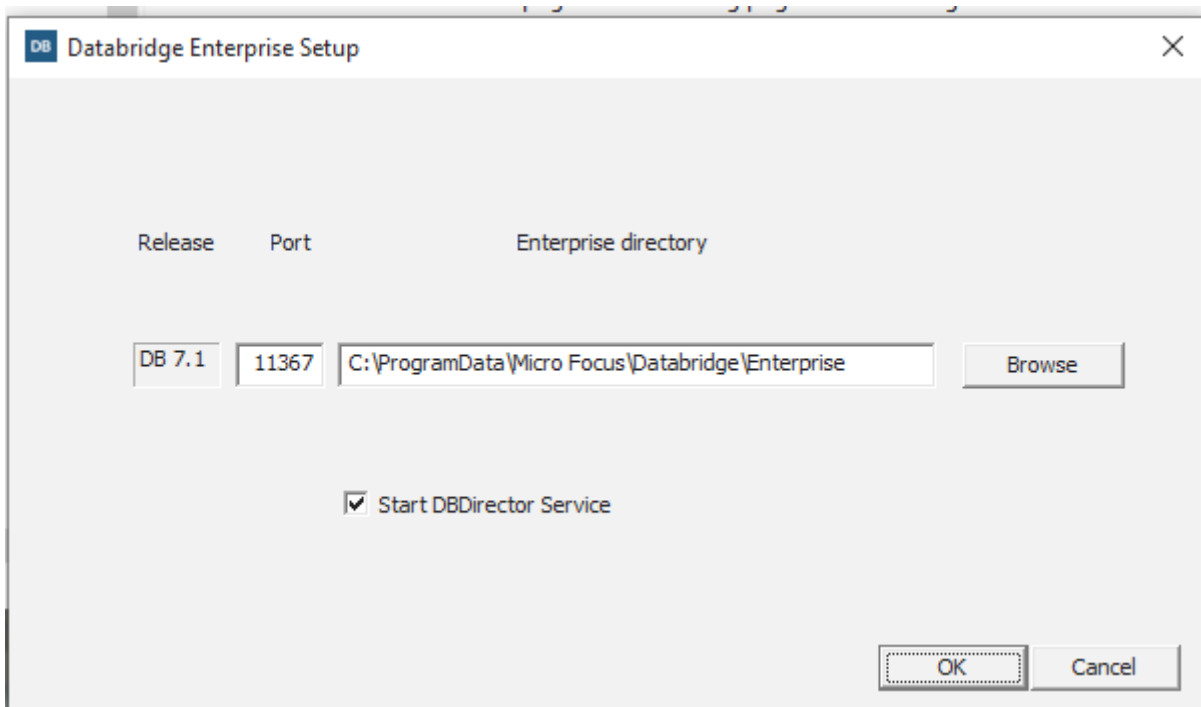 DB Databridge Enterprise Setup
Release Port Enterprise directory
DB 7.1 11367 C:\ProgramData\Micro Focus\Databridge\Enterprise Browse
Start DBDirector Service
OK Cancel